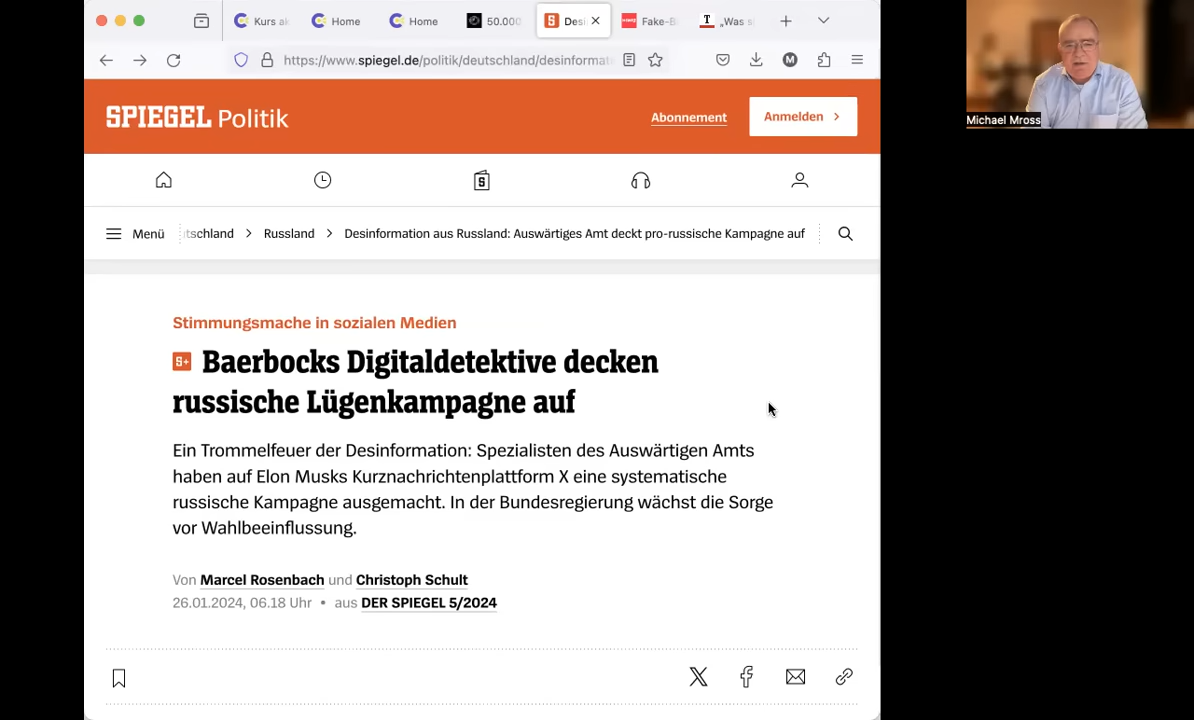 Kurs ak
Home
Home
50.000
Des
Fake-B
„Was s
M
https://www.spiegel.de/politik/deutschland/desinformat
Michael Mross
SPIEGEL Politik
Abonnement
Anmelden
Menü
tschland
Russland
Desinformation aus Russland: Auswärtiges Amt deckt pro-russische Kampagne auf
Stimmungsmache in sozialen Medien
S+ Baerbocks Digitaldetektive decken
russische Lügenkampagne auf
Ein Trommelfeuer der Desinformation: Spezialisten des Auswärtigen Amts
haben auf Elon Musks Kurznachrichtenplattform X eine systematische
russische Kampagne ausgemacht. In der Bundesregierung wächst die Sorge
vor Wahlbeeinflussung.
Von Marcel Rosenbach und Christoph Schult
26.01.2024, 06.18 Uhr • aus DER SPIEGEL 5/2024